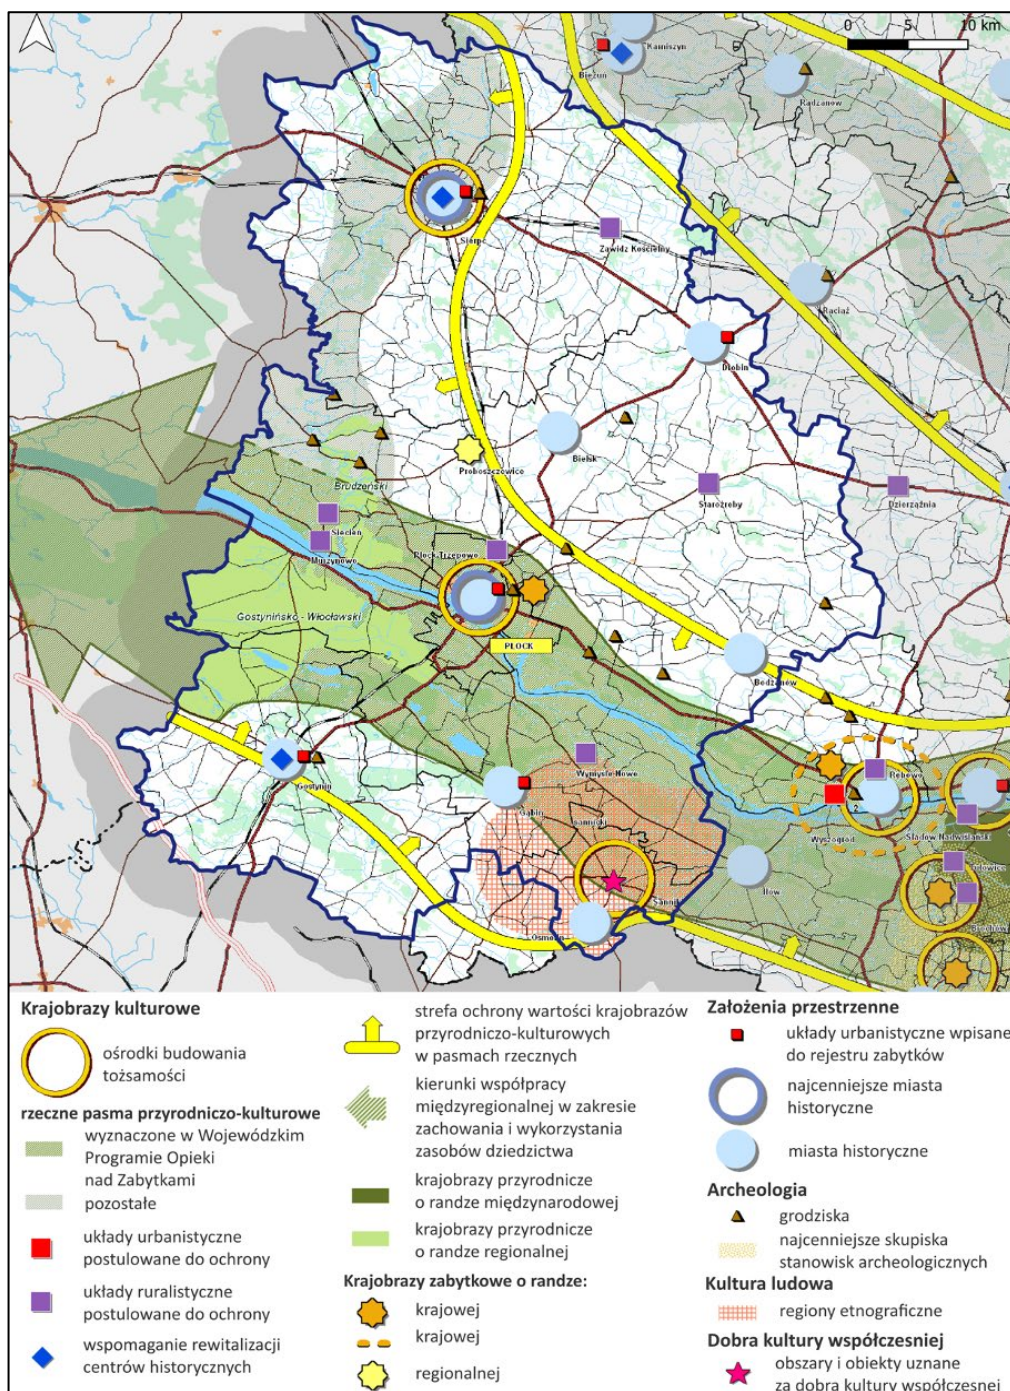 0 5 10 km
Kamiszyn
Bieżuń
Radzanów
Sierpc
Zawidz Kościelny
Raciąż
Drobin
Bielsk
Proboszczewice
Brudzeński
Staroźreby
Dzierzążnia
Siecień
Murzynowo
Płock-Trzepowo
Gostynińsko - Włocławski
PŁOCK
Bodzanów
Gostynin
Wymyśle Nowe
Gąbin
Sanniki
Rębowo
Wyszogród
2
Śladów Nadwiślański
Iłów
Sanniki
Osmolin
Brochów
Krajobrazy kulturowe
ośrodki budowania
tożsamości
rzeczne pasma przyrodniczo-kulturowe
wyznaczone w Wojewódzkim
Programie Opieki
nad Zabytkami
pozostałe
układy urbanistyczne
postulowane do ochrony
układy ruralistyczne
postulowane do ochrony
wspomaganie rewitalizacji
centrów historycznych
strefa ochrony wartości krajobrazów
przyrodniczo-kulturowych
w pasmach rzecznych
kierunki współpracy
międzyregionalnej w zakresie
zachowania i wykorzystania
zasobów dziedzictwa
krajobrazy przyrodnicze
o randze międzynarodowej
krajobrazy przyrodnicze
o randze regionalnej
Krajobrazy zabytkowe o randze:
krajowej
krajowej
regionalnej
Założenia przestrzenne
układy urbanistyczne wpisane
do rejestru zabytków
najcenniejsze miasta
historyczne
miasta historyczne
Archeologia
grodziska
najcenniejsze skupiska
stanowisk archeologicznych
Kultura ludowa
regiony etnograficzne
Dobra kultury współczesniej
obszary i obiekty uznane
za dobra kultury współczesnej